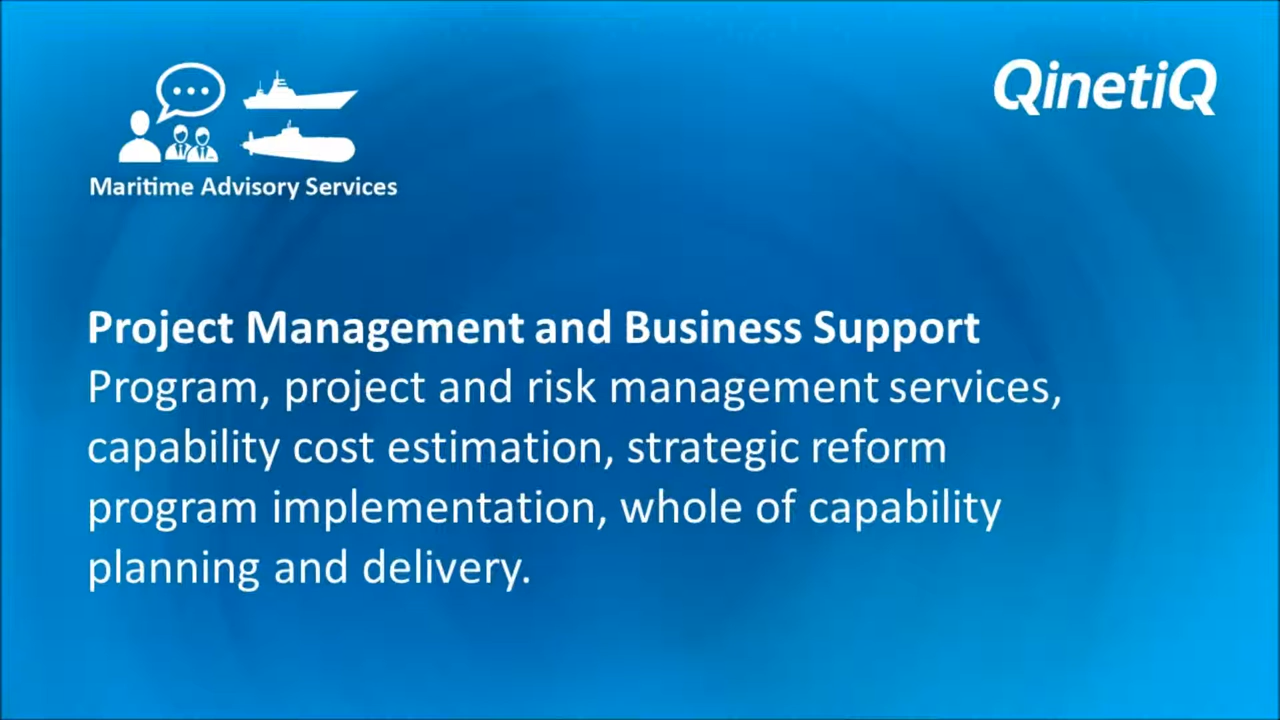 QinetiQ
Maritime Advisory Services
Project Management and Business Support
Program, project and risk management services,
capability cost estimation, strategic reform
program implementation, whole of capability
planning and delivery.